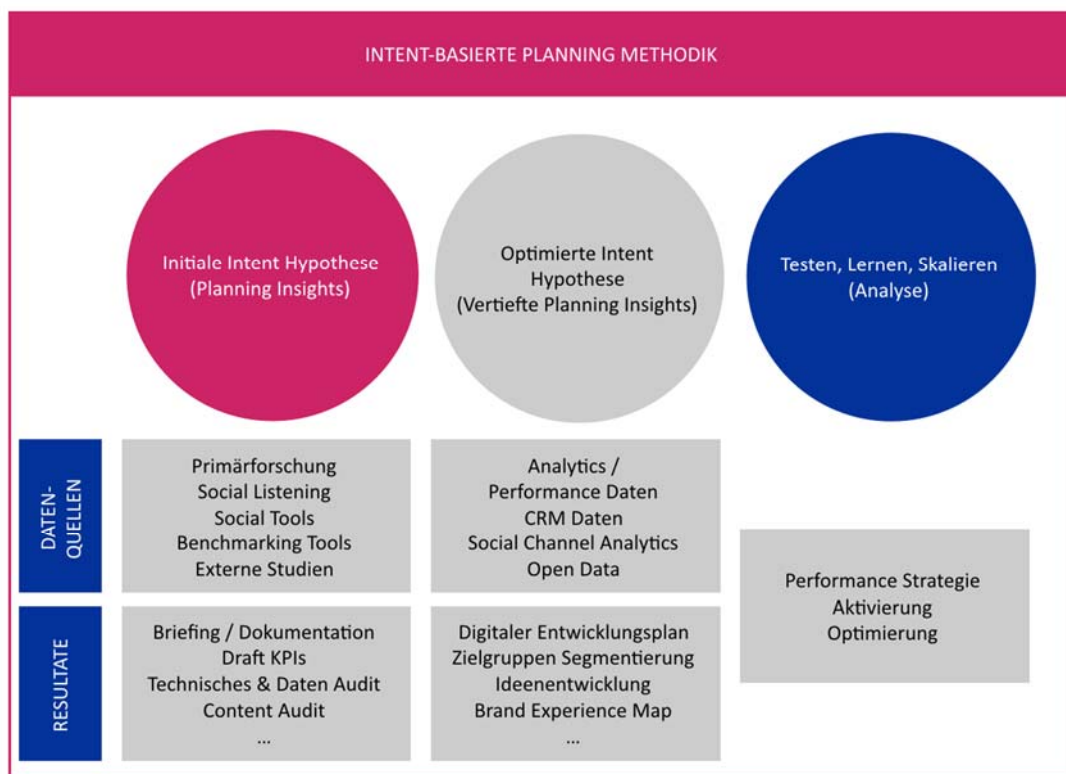 INTENT-BASIERTE PLANNING METHODIK
Initiale Intent Hypothese
(Planning Insights)
Optimierte Intent
Hypothese
(Vertiefte Planning Insights)
Testen, Lernen, Skalieren
(Analyse)
DATEN-
QUELLEN
Primärforschung
Social Listening
Social Tools
Benchmarking Tools
Externe Studien
Analytics /
Performance Daten
CRM Daten
Social Channel Analytics
Open Data
Performance Strategie
Aktivierung
Optimierung
RESULTATE
Briefing / Dokumentation
Draft KPIs
Technisches & Daten Audit
Content Audit
...
Digitaler Entwicklungsplan
Zielgruppen Segmentierung
Ideenentwicklung
Brand Experience Map
...